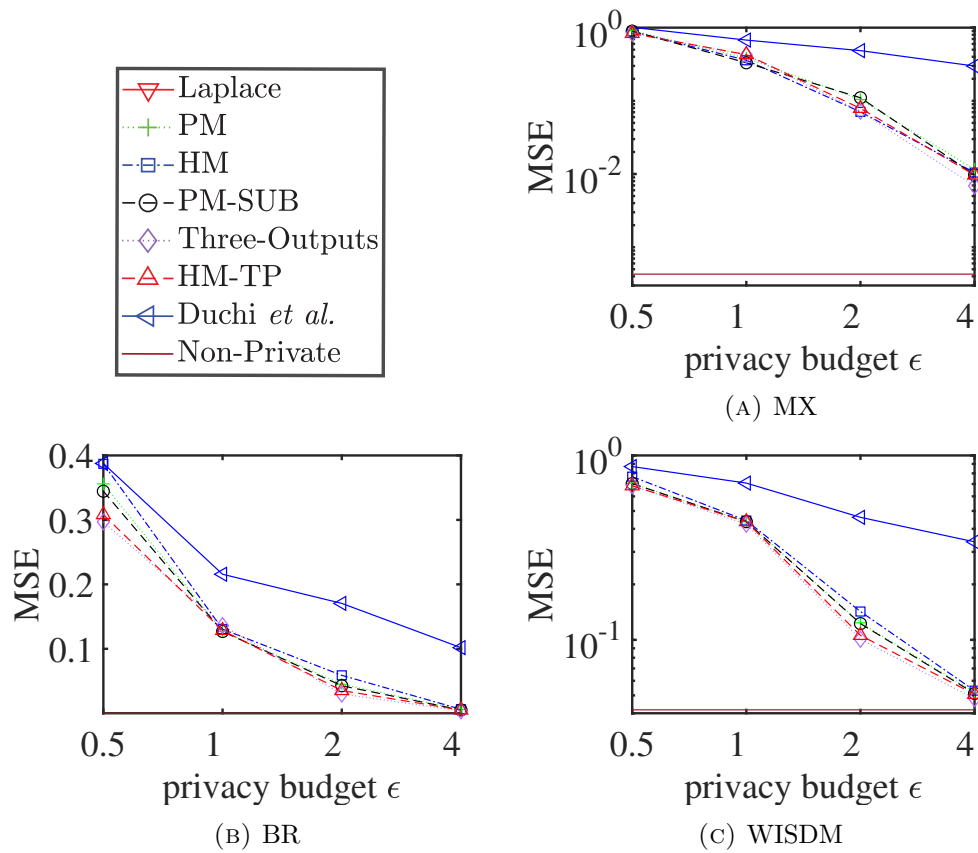 Laplace
PM
HM
PM-SUB
Three-Outputs
HM-TP
Duchi et al.
Non-Private
10^0
10^-2
MSE
0.5 1 2 4
privacy budget ϵ
(A) MX
0.4
0.3
0.2
0.1
MSE
0.5 1 2 4
privacy budget ϵ
(B) BR
10^0
10^-1
MSE
0.5 1 2 4
privacy budget ϵ
(C) WISDM